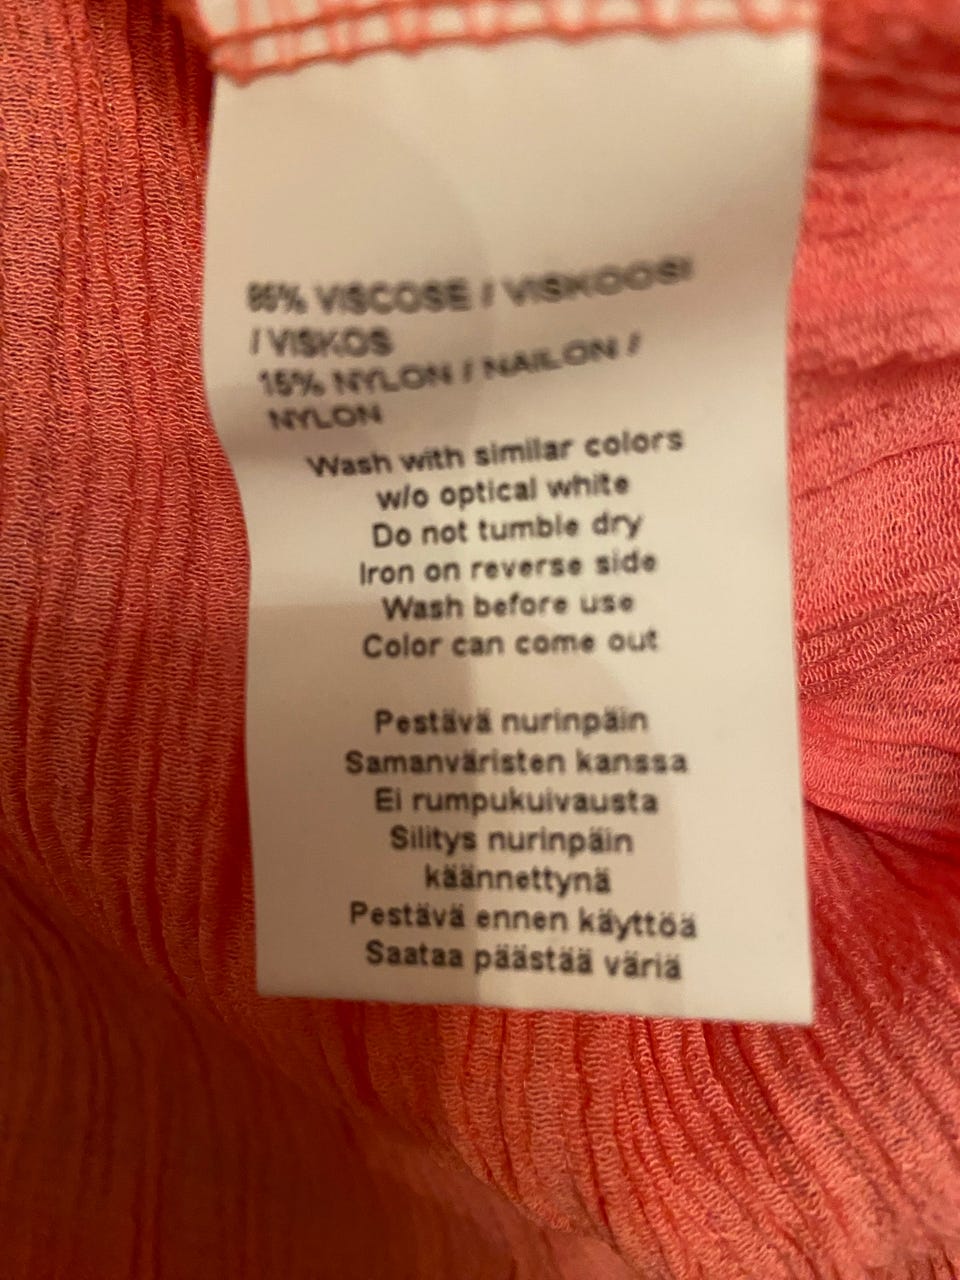 85% VISCOSE / VISKOOSI
/ VISKOS
15% NYLON / NAILON /
NYLON
Wash with similar colors
w/o optical white
Do not tumble dry
Iron on reverse side
Wash before use
Color can come out
Pestävä nurinpäin
Samanväristen kanssa
Ei rumpukuivausta
Silitys nurinpäin
käännettynä
Pestävä ennen käyttöä
Saataa päästää väriä